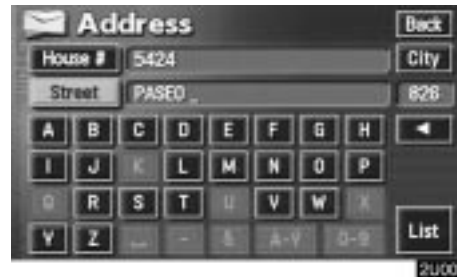 Address Back
House # 5424 City
Street PASEO _ 826
A B C D E F G H
I J K L M N O P
Q R S T U V W X
Y Z - & A-Y 0-9 List
2U00